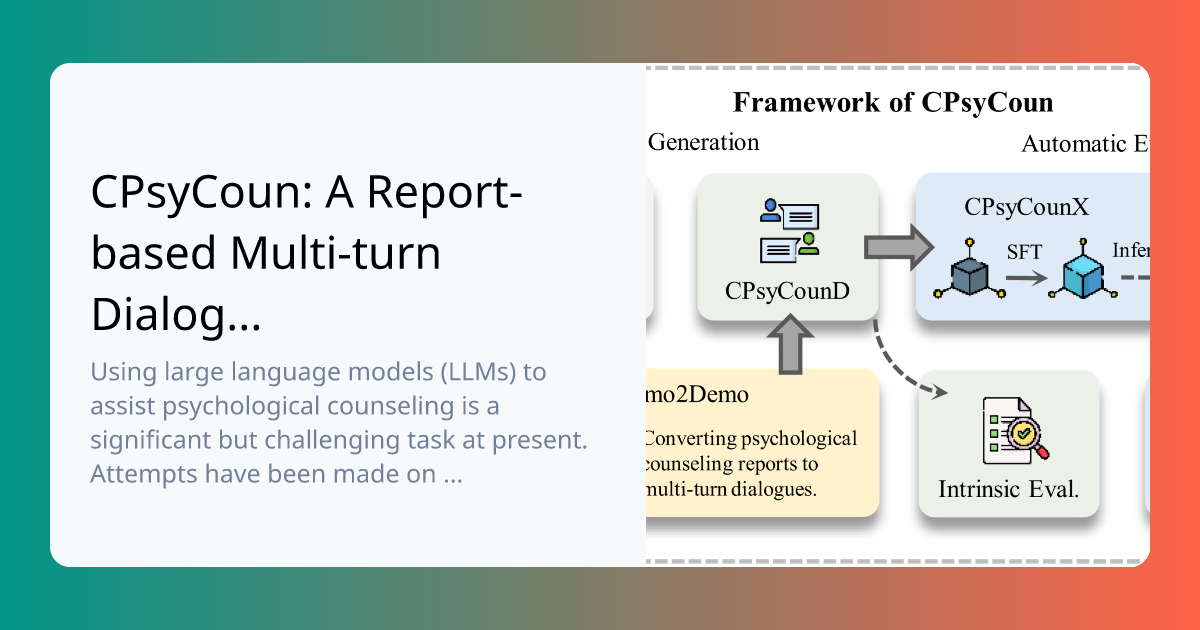 CPsyCoun: A Report-
based Multi-turn
Dialog...
Using large language models (LLMs) to
assist psychological counseling is a
significant but challenging task at present.
Attempts have been made on ...
Framework of CPsyCoun
Generation
Automatic E
CPsyCounD
CPsyCounX
SFT
Infer
mo2Demo
Converting psychological
counseling reports to
multi-turn dialogues.
Intrinsic Eval.